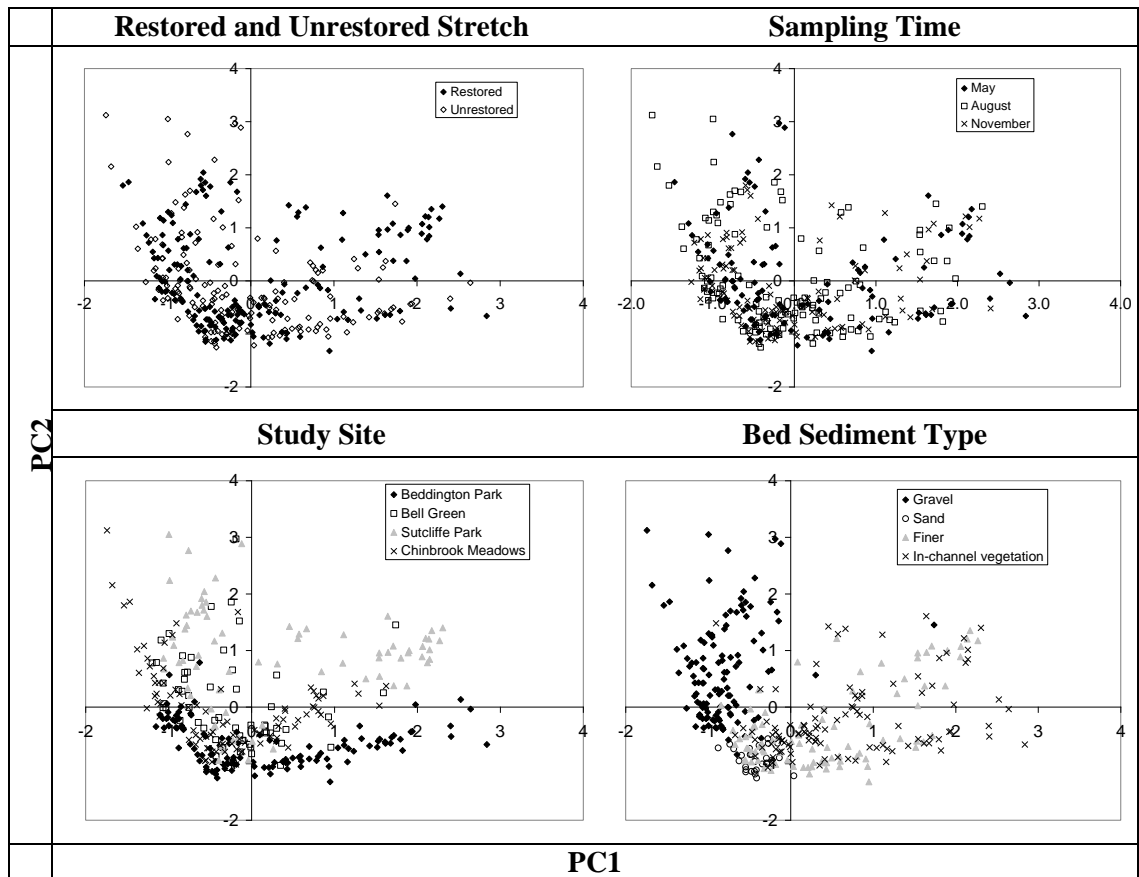 Restored and Unrestored Stretch
Sampling Time
4
3
2
1
0
-2
-2 -1 0 1 2 3 4
Restored
Unrestored
4
3
2
1
0
-2
-2.0 -1.0 0.0 1.0 2.0 3.0 4.0
May
August
November
PC2
Study Site
Bed Sediment Type
4
3
2
1
0
-2
-2 -1 0 1 2 3 4
Beddington Park
Bell Green
Sutcliffe Park
Chinbrook Meadows
4
3
2
1
0
-2
-2 -1 0 1 2 3 4
Gravel
Sand
Finer
In-channel vegetation
PC1